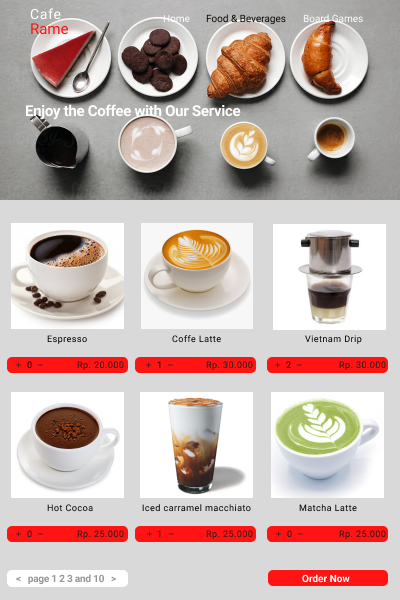 Cafe
Rame
Home Food & Beverages Board Games
Enjoy the Coffee with Our Service
Espresso Coffe Latte Vietnam Drip
+ 0 − Rp. 20.000 + 1 − Rp. 30.000 + 2 − Rp. 30.000
Hot Cocoa Iced carramel macchiato Matcha Latte
+ 0 − Rp. 25.000 + 1 − Rp. 25.000 + 0 − Rp. 25.000
< page 1 2 3 and 10 > Order Now